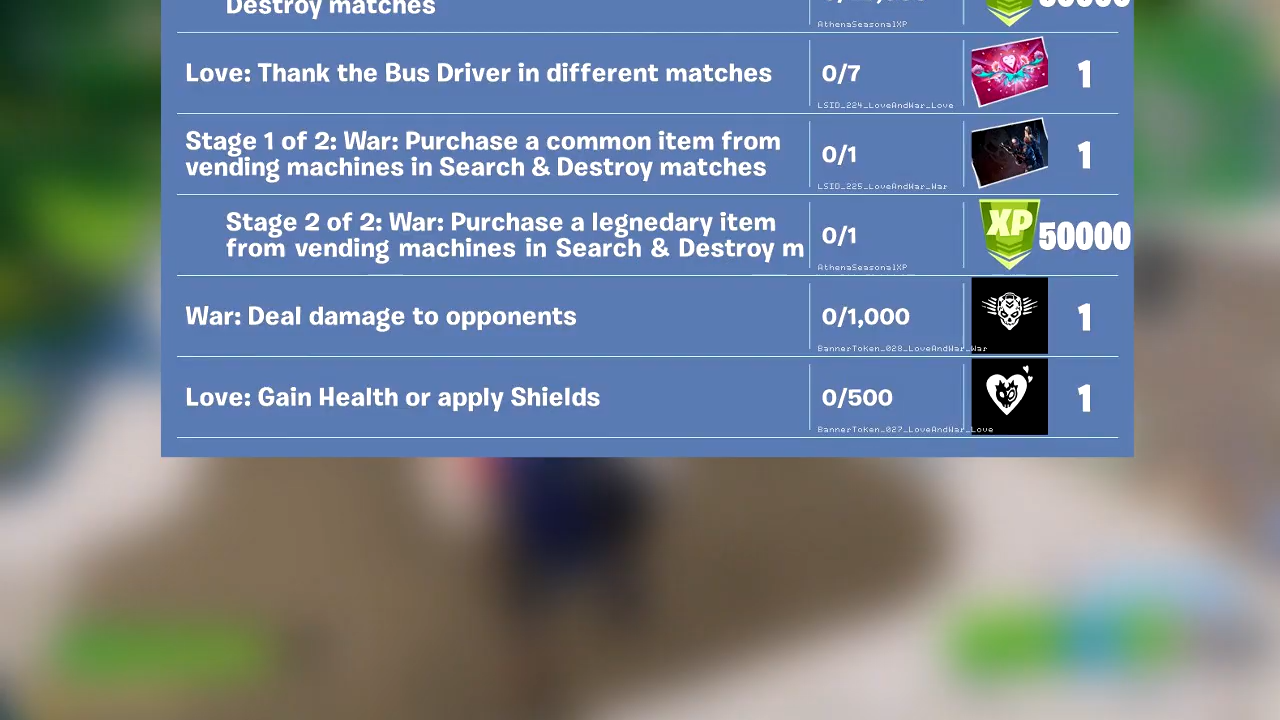 Destroy matches
AthenaSeasonalXP
Love: Thank the Bus Driver in different matches
0/7
LSID_224_LoveAndWar_Love
1
Stage 1 of 2: War: Purchase a common item from
vending machines in Search & Destroy matches
0/1
LSID_225_LoveAndWar_War
1
Stage 2 of 2: War: Purchase a legnedary item
from vending machines in Search & Destroy m
0/1
AthenaSeasonalXP
XP
50000
War: Deal damage to opponents
0/1,000
BannerToken_028_LoveAndWar_War
1
Love: Gain Health or apply Shields
0/500
BannerToken_027_LoveAndWar_Love
1